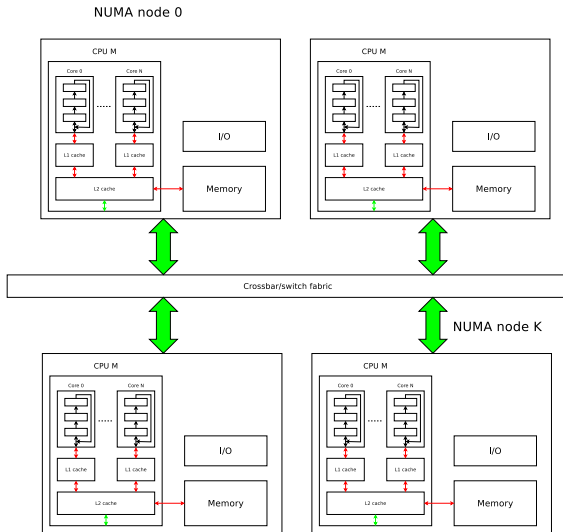 NUMA node 0
CPU M
Core 0
Core N
.....
I/O
L1 cache
L1 cache
L2 cache
Memory
CPU M
Core 0
Core N
.....
I/O
L1 cache
L1 cache
L2 cache
Memory
Crossbar/switch fabric
NUMA node K
CPU M
Core 0
Core N
.....
I/O
L1 cache
L1 cache
L2 cache
Memory
CPU M
Core 0
Core N
.....
I/O
L1 cache
L1 cache
L2 cache
Memory